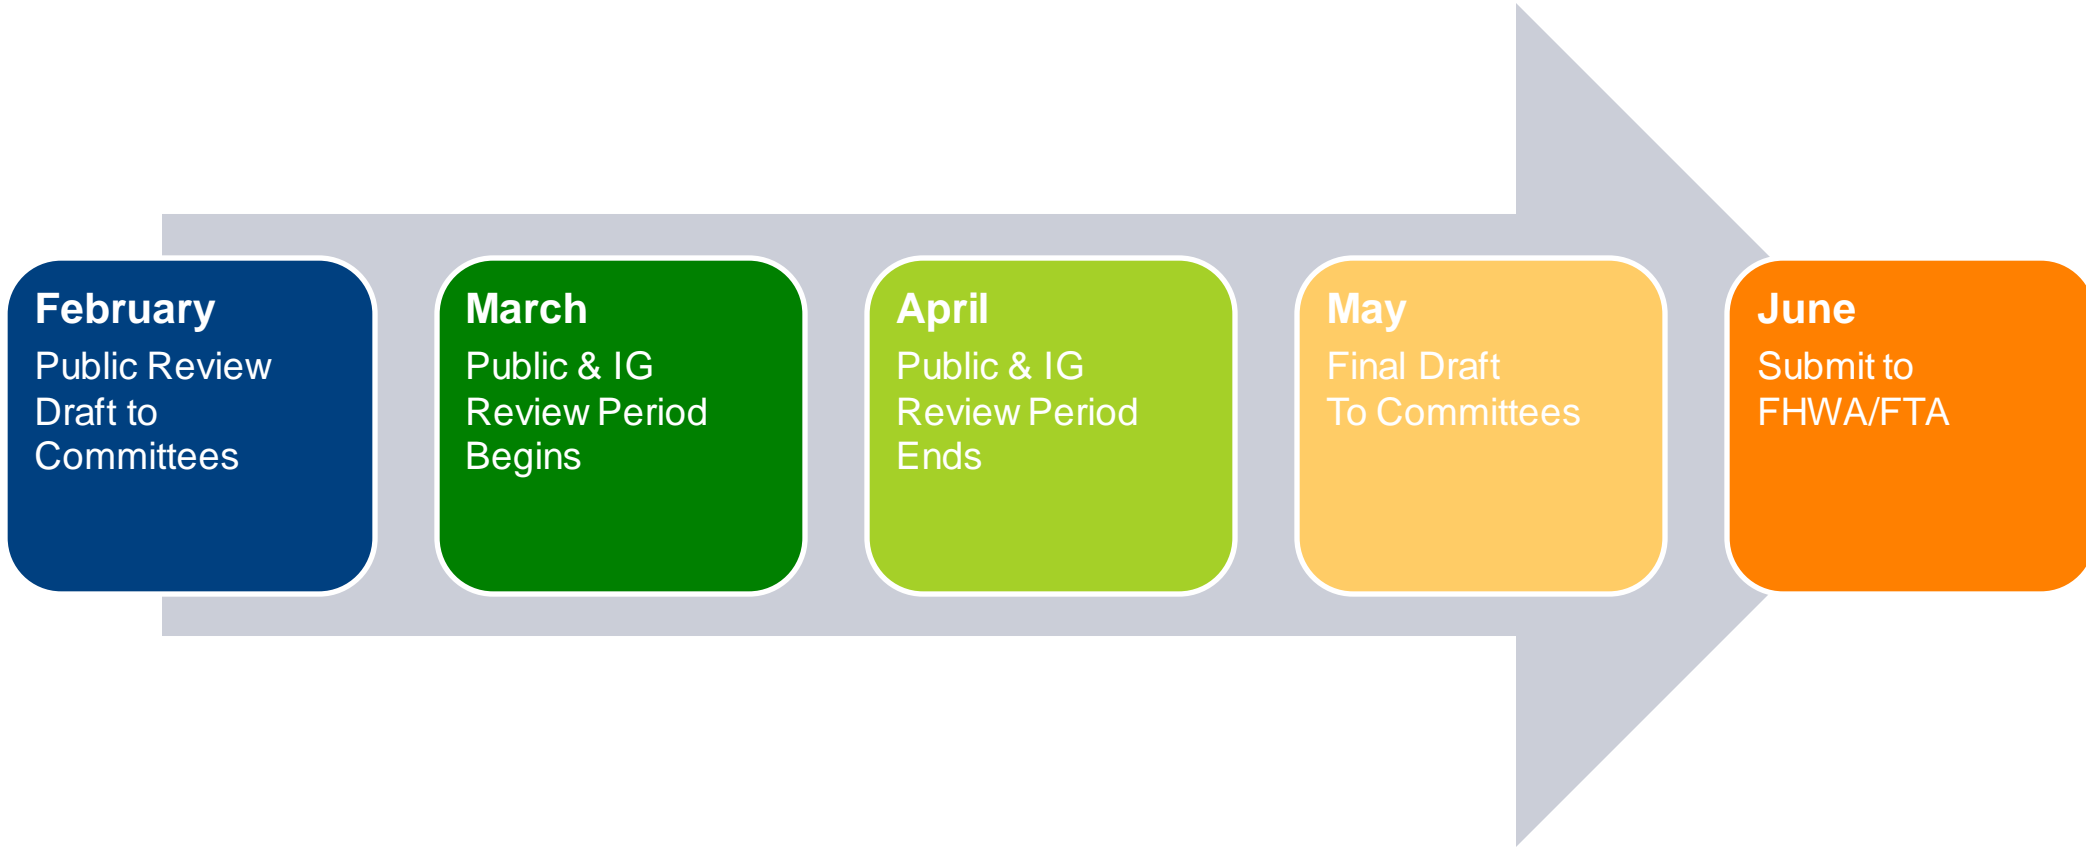 February
Public Review
Draft to
Committees
March
Public & IG
Review Period
Begins
April
Public & IG
Review Period
Ends
May
Final Draft
To Committees
June
Submit to
FHWA/FTA